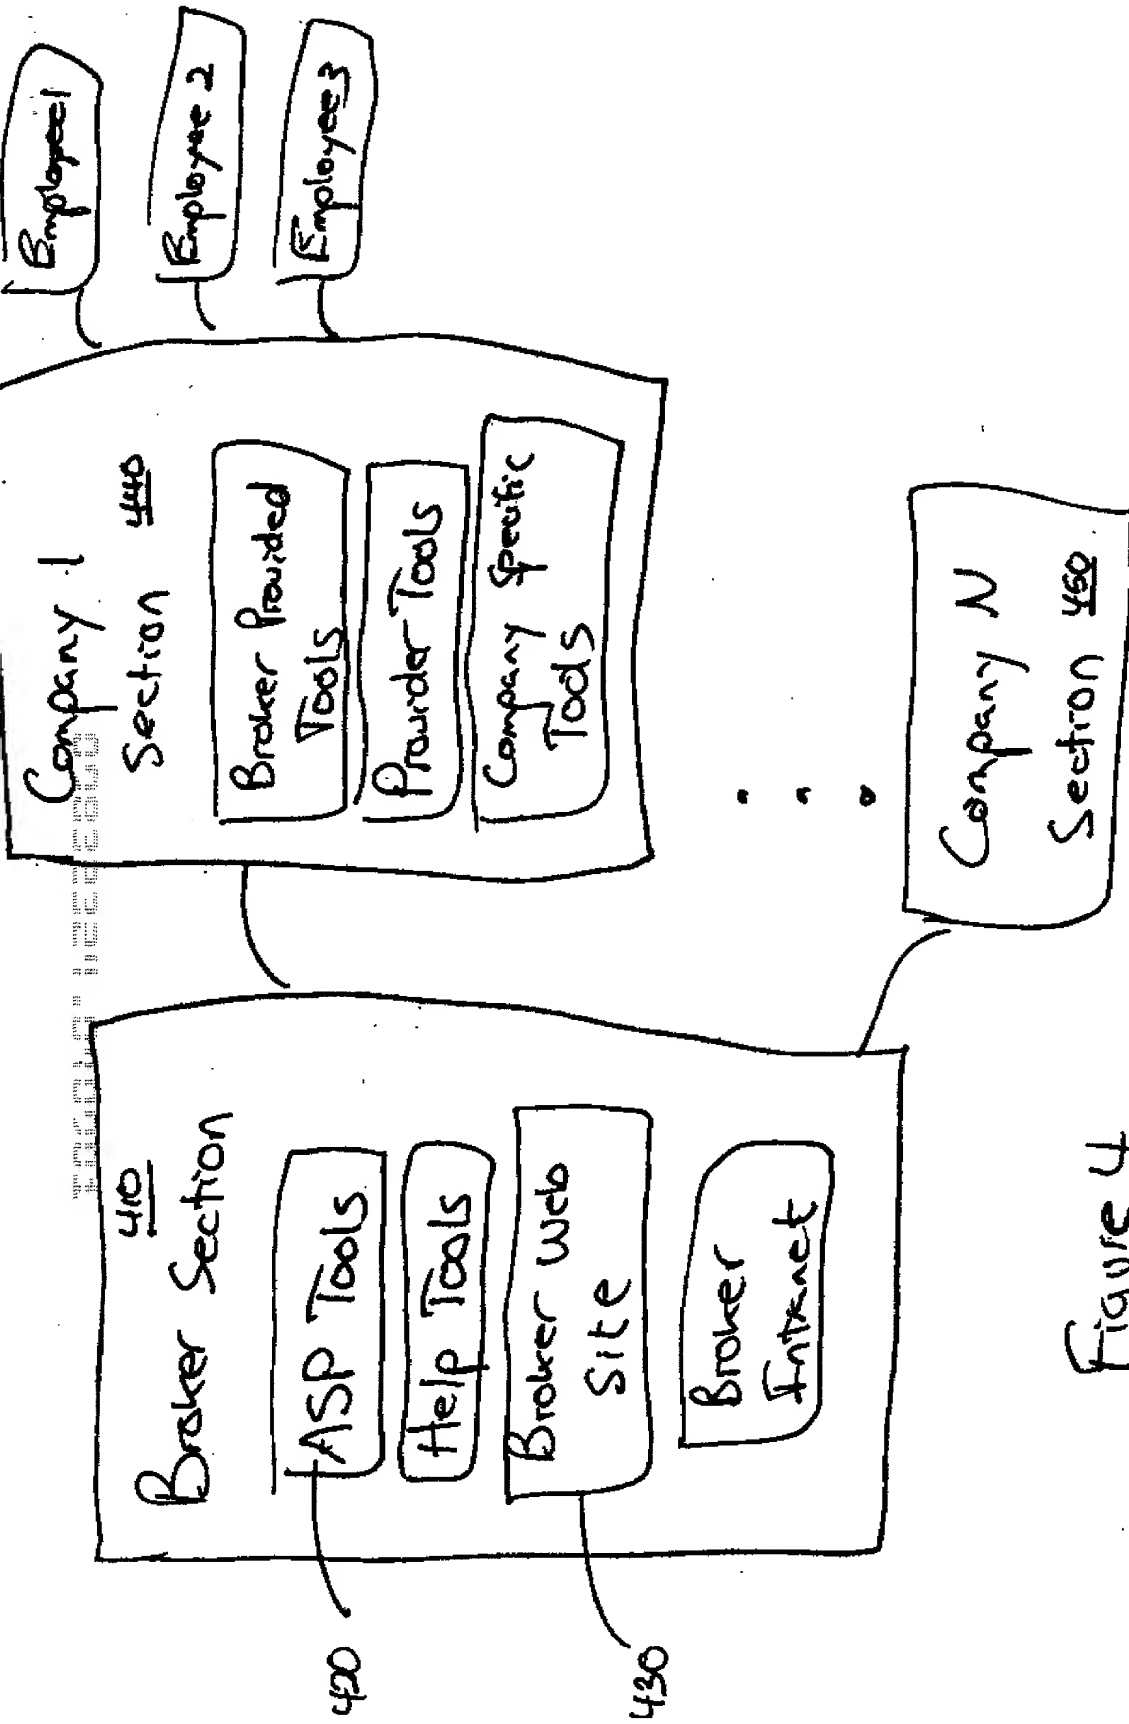 410
Broker Section
ASP Tools
Help Tools
Broker Web
Site
Broker
Intranet
420
430
Company 1
Section 440
Broker Provided
Tools
Provider Tools
Company Specific
Tools
Employee 1
Employee 2
Employee 3
Company N
Section 450
Figure 4